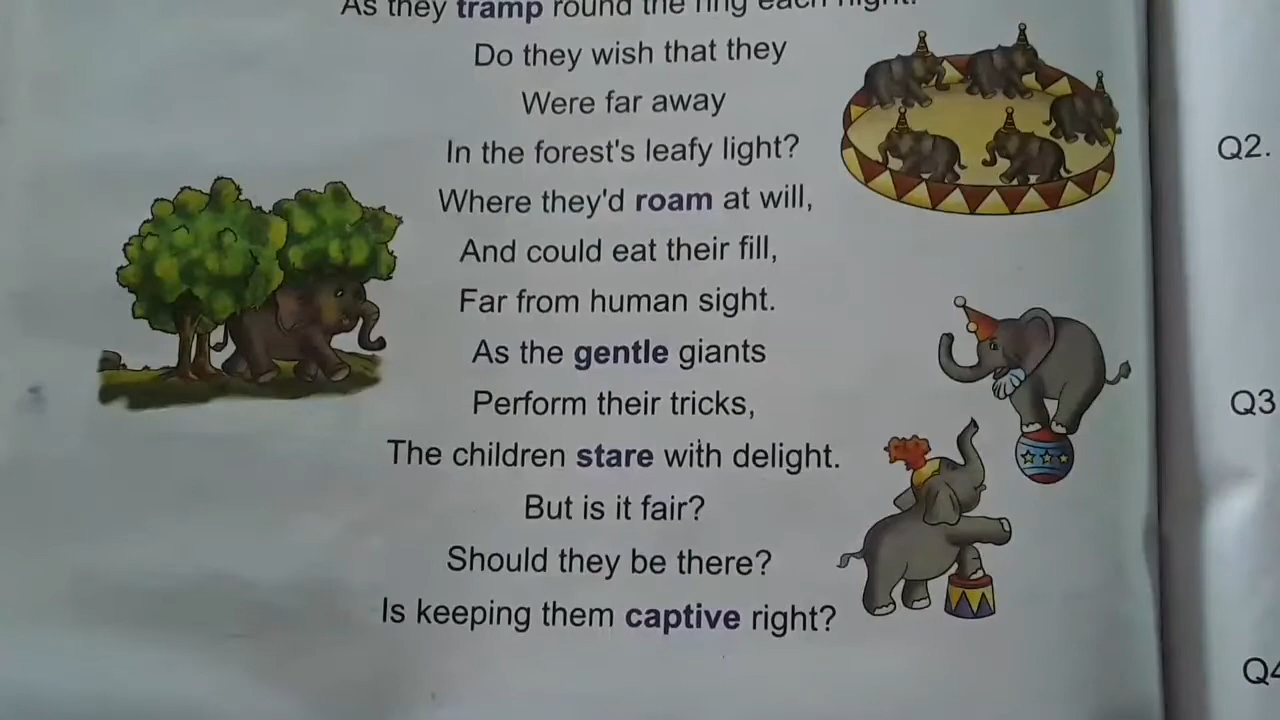 As they tramp round the ring each night.
Do they wish that they
Were far away
In the forest's leafy light?
Where they'd roam at will,
And could eat their fill,
Far from human sight.
As the gentle giants
Perform their tricks,
The children stare with delight.
But is it fair?
Should they be there?
Is keeping them captive right?
Q2.
Q3
Q4